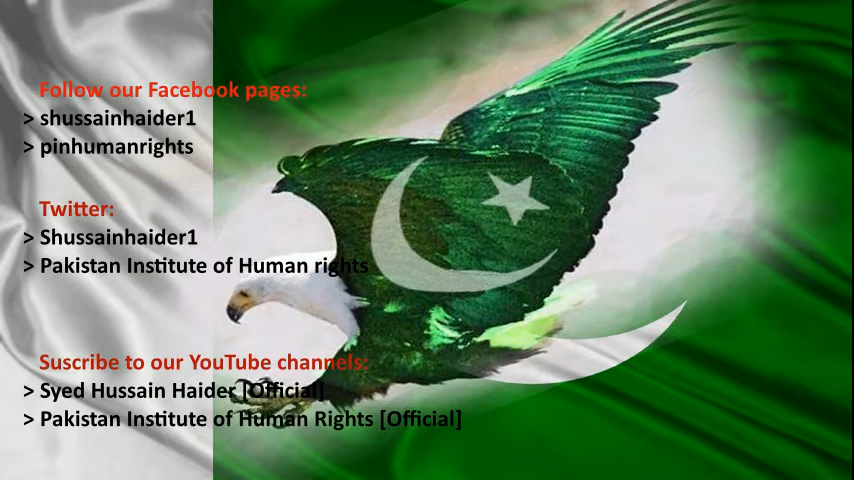 Follow our Facebook pages:
> shussainhaider1
> pinhumanrights
Twitter:
> Shussainhaider1
> Pakistan Institute of Human rights
Suscribe to our YouTube channels:
> Syed Hussain Haider [Official]
> Pakistan Institute of Human Rights [Official]